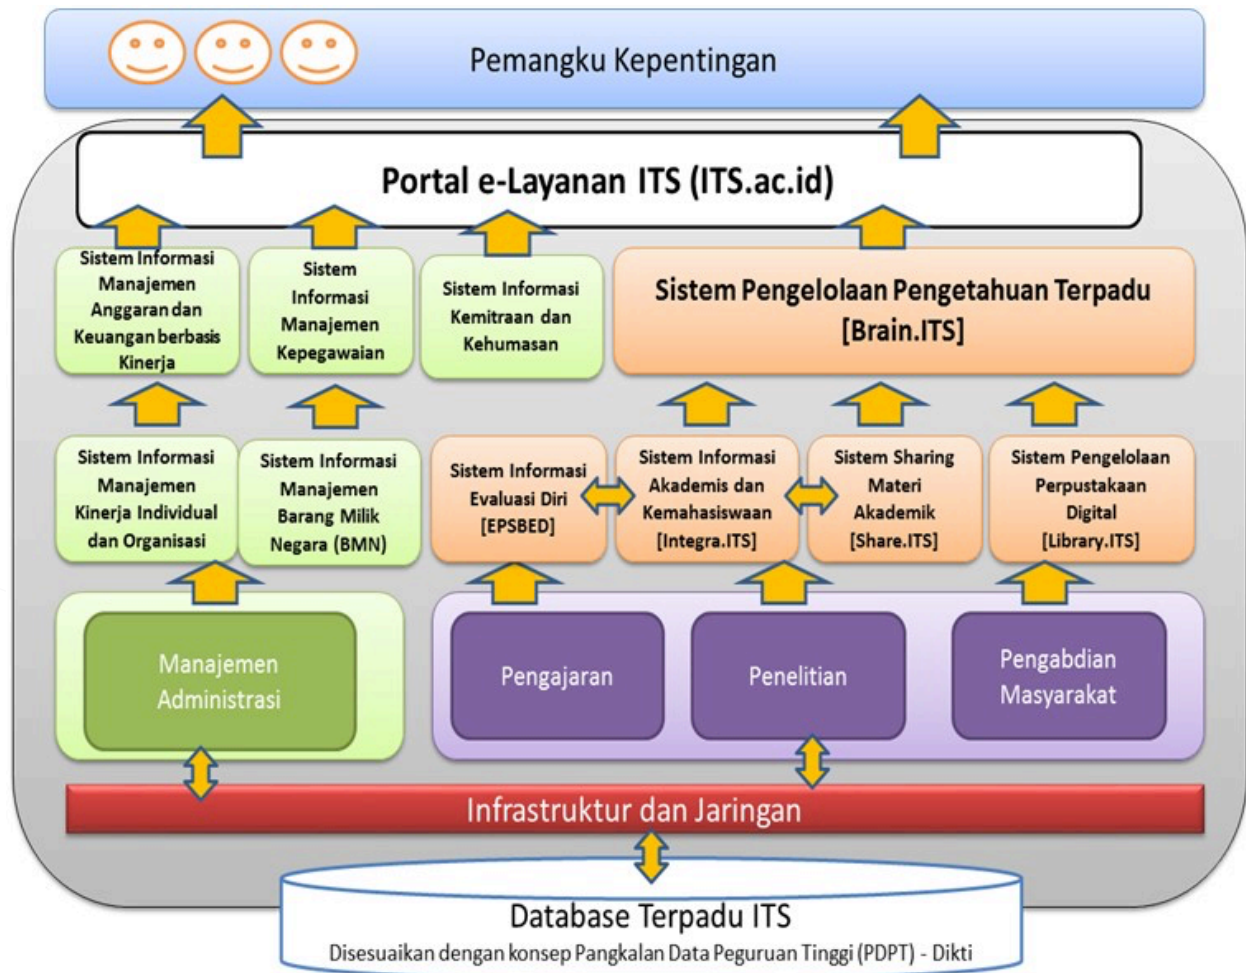 Pemangku Kepentingan
Portal e-Layanan ITS (ITS.ac.id)
Sistem Informasi
Manajemen
Anggaran dan
Keuangan berbasis
Kinerja
Sistem
Informasi
Manajemen
Kepegawaian
Sistem Informasi
Kemitraan dan
Kehumasan
Sistem Pengelolaan Pengetahuan Terpadu
[Brain.ITS]
Sistem Informasi
Manajemen
Kinerja Individual
dan Organisasi
Sistem Informasi
Manajemen
Barang Milik
Negara (BMN)
Sistem Informasi
Evaluasi Diri
[EPSBED]
Sistem Informasi
Akademis dan
Kemahasiswaan
[Integra.ITS]
Sistem Sharing
Materi
Akademik
[Share.ITS]
Sistem Pengelolaan
Perpustakaan
Digital
[Library.ITS]
Manajemen
Administrasi
Pengajaran
Penelitian
Pengabdian
Masyarakat
Infrastruktur dan Jaringan
Database Terpadu ITS
Disesuaikan dengan konsep Pangkalan Data Peguruan Tinggi (PDPT) - Dikti